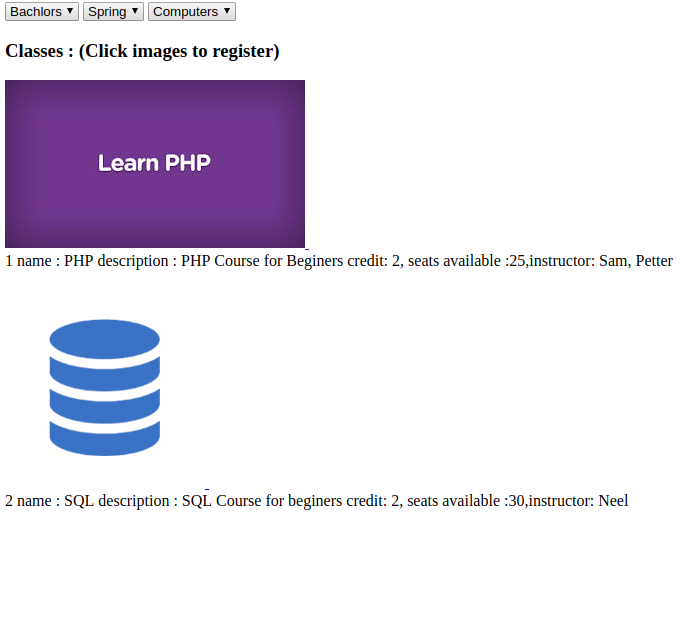 Bachlors Spring Computers
Classes : (Click images to register)
Learn PHP
1 name : PHP description : PHP Course for Beginers credit: 2, seats available :25,instructor: Sam, Petter
2 name : SQL description : SQL Course for beginers credit: 2, seats available :30,instructor: Neel